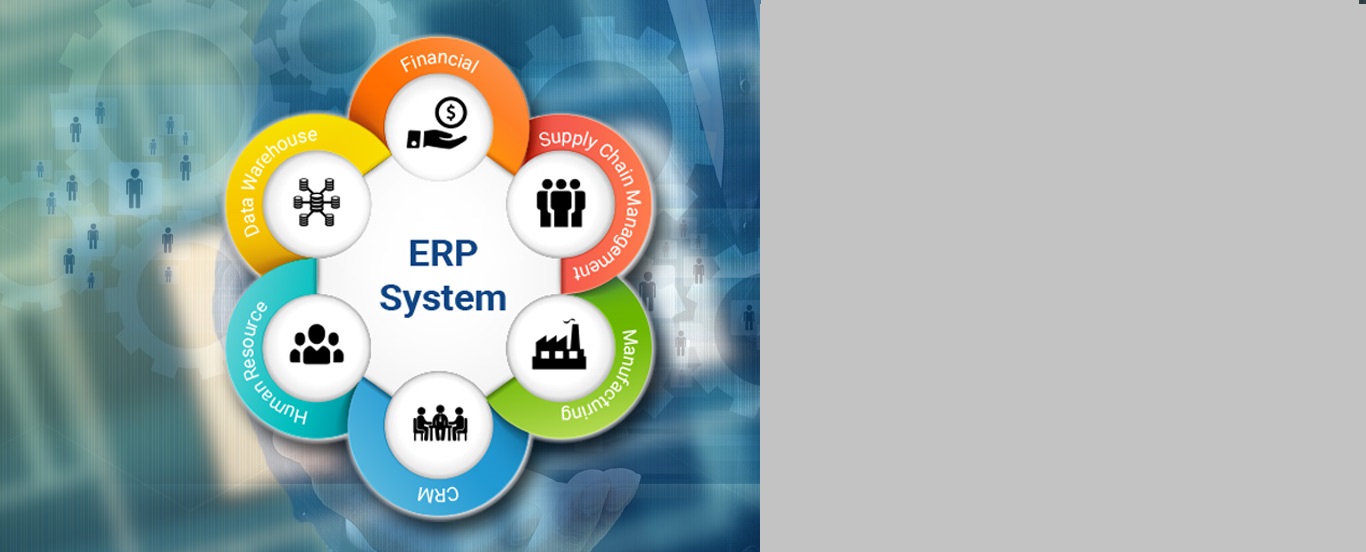 Financial
Supply Chain Management
Manufacturing
CRM
Human Resource
Data Warehouse
ERP
System
$